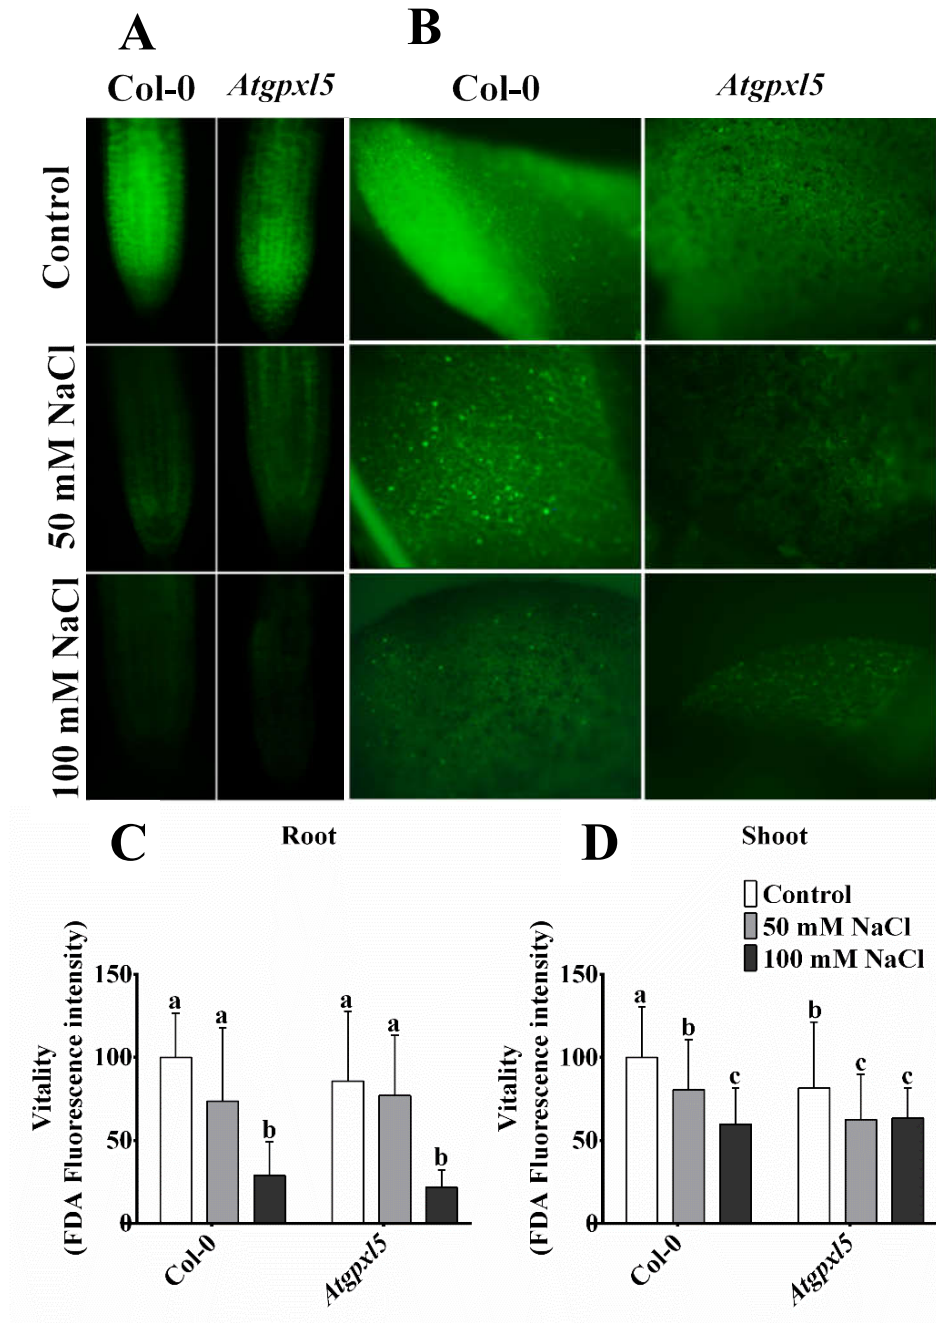 A
B
Col-0
Atgpxl5
Col-0
Atgpxl5
Control
50 mM NaCl
100 mM NaCl
C
Root
D
Shoot
Control
50 mM NaCl
100 mM NaCl
Vitality
(FDA Fluorescence intensity)
150
100
50
0
a
a
b
a
a
b
Col-0
Atgpxl5
Vitality
(FDA Fluorescence intensity)
150
100
50
0
a
b
c
b
c
c
Col-0
Atgpxl5